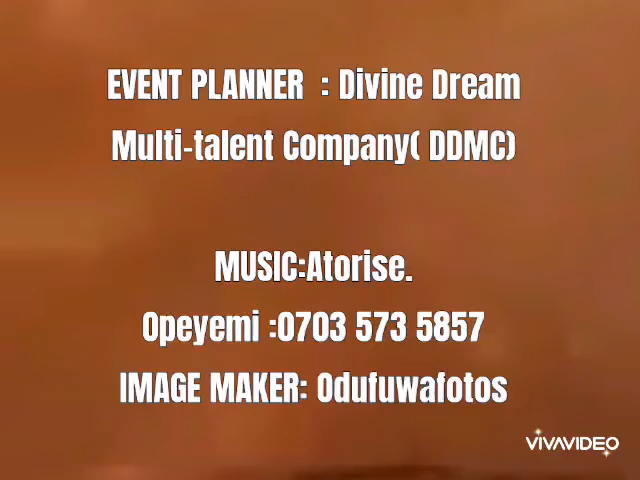 EVENT PLANNER : Divine Dream
Multi-talent Company( DDMC)
MUSIC:Atorise.
Opeyemi :0703 573 5857
IMAGE MAKER: Odufuwafotos
VIVAVIDEO